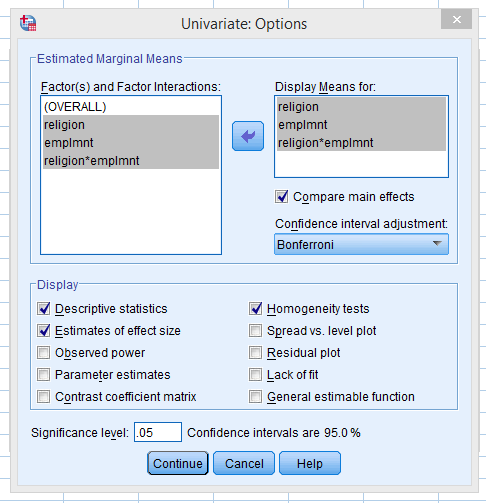 Univariate: Options
Estimated Marginal Means
Factor(s) and Factor Interactions:
(OVERALL)
religion
emplmnt
religion*emplmnt
Display Means for:
religion
emplmnt
religion*emplmnt
Compare main effects
Confidence interval adjustment:
Bonferroni
Display
Descriptive statistics
Estimates of effect size
Observed power
Parameter estimates
Contrast coefficient matrix
Homogeneity tests
Spread vs. level plot
Residual plot
Lack of fit
General estimable function
Significance level: .05 Confidence intervals are 95.0 %
Continue Cancel Help